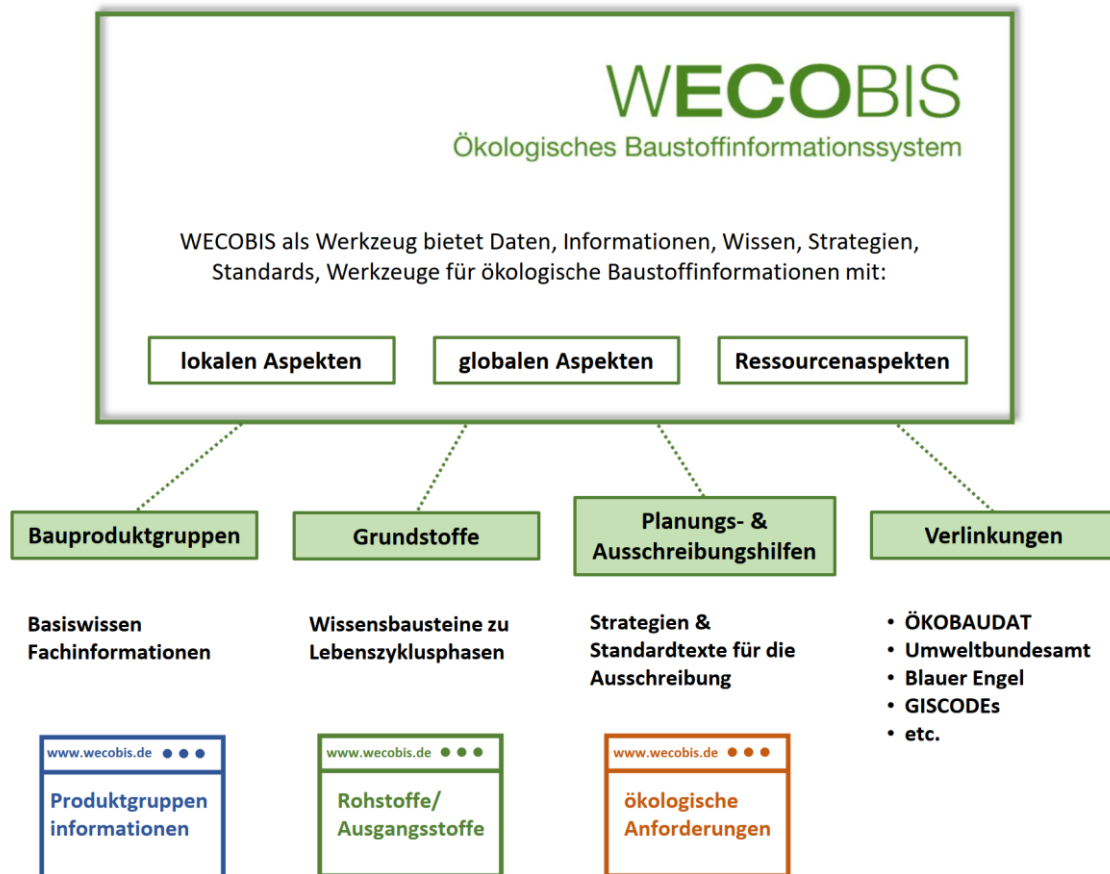 WECOBIS
Ökologisches Baustoffinformationssystem
WECOBIS als Werkzeug bietet Daten, Informationen, Wissen, Strategien,
Standards, Werkzeuge für ökologische Baustoffinformationen mit:
lokalen Aspekten
globalen Aspekten
Ressourcenaspekten
Bauproduktgruppen
Grundstoffe
Planungs- &
Ausschreibungshilfen
Verlinkungen
Basiswissen
Fachinformationen
Wissensbausteine zu
Lebenszyklusphasen
Strategien &
Standardtexte für die
Ausschreibung
• ÖKOBAUDAT
• Umweltbundesamt
• Blauer Engel
• GISCODEs
• etc.
www.wecobis.de
Produktgruppen
informationen
www.wecobis.de
Rohstoffe/
Ausgangsstoffe
www.wecobis.de
ökologische
Anforderungen